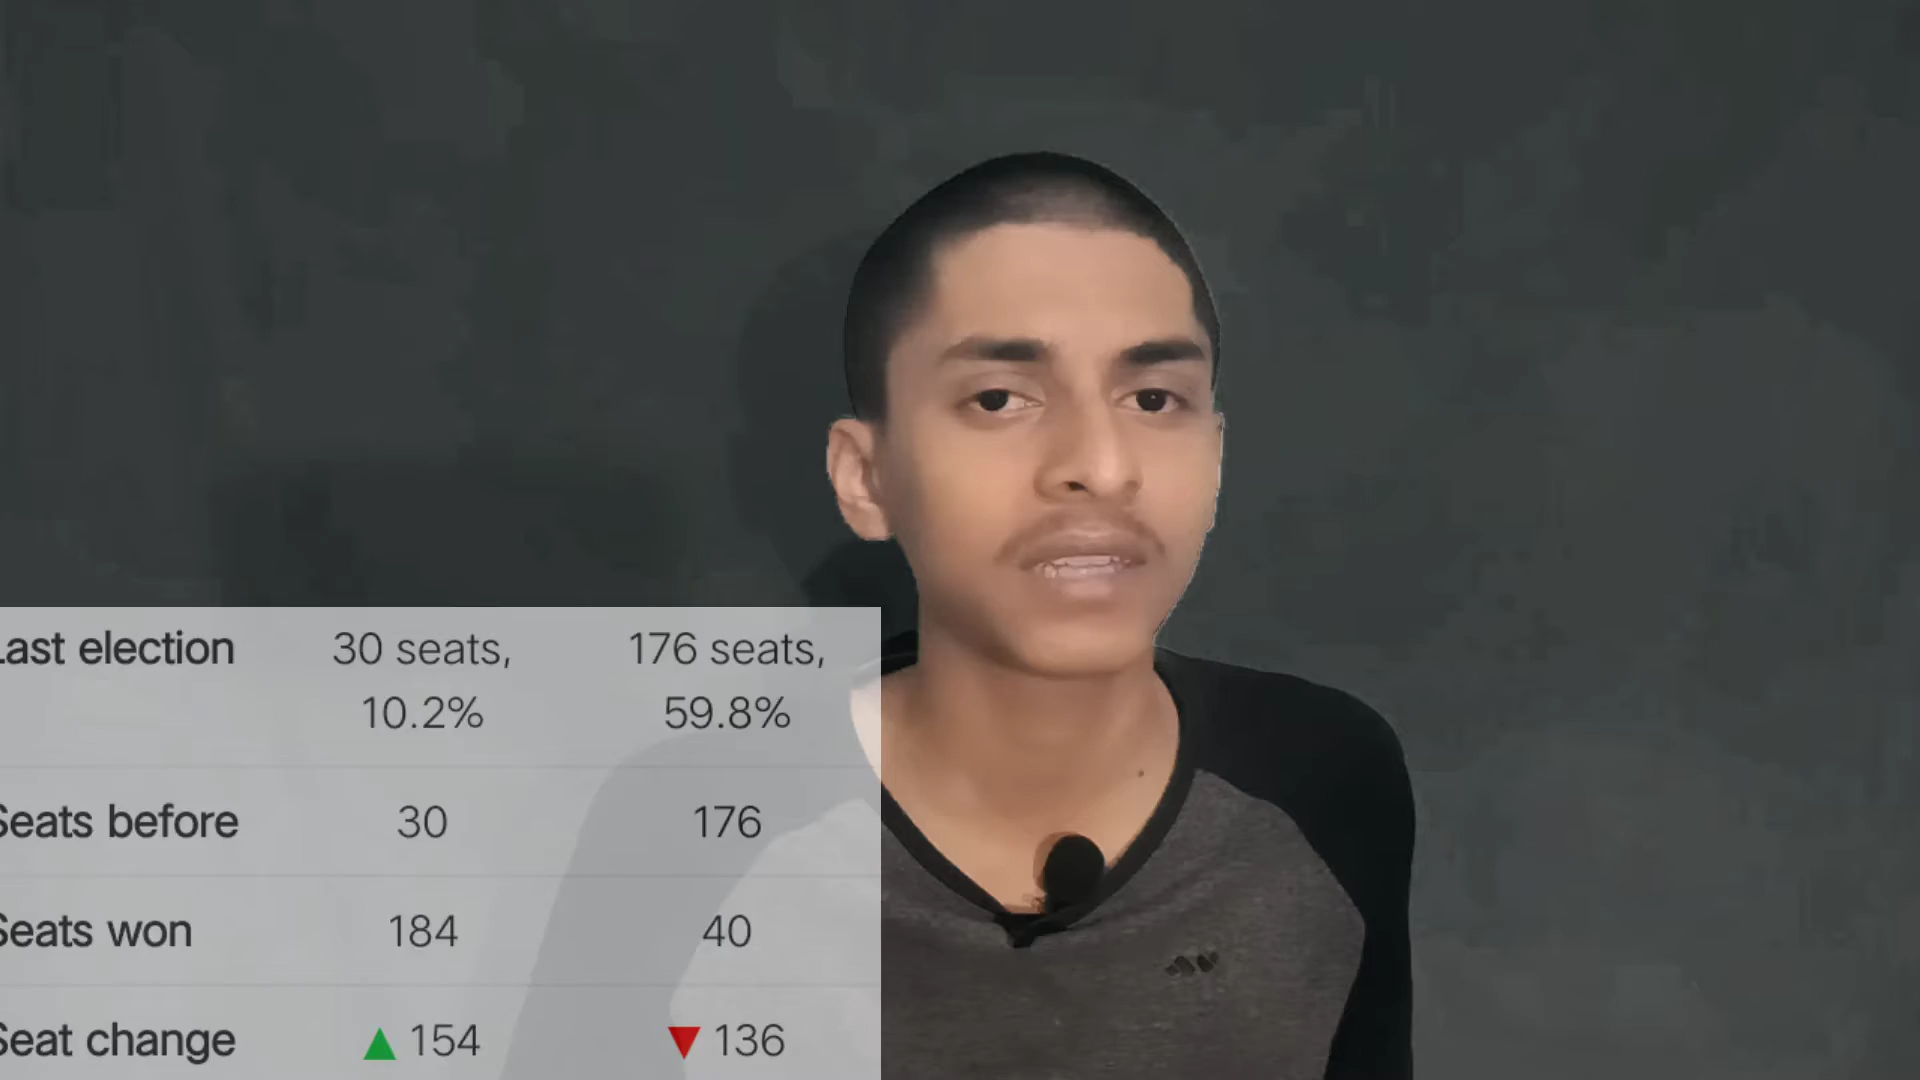 Last election 30 seats, 176 seats,
10.2% 59.8%
Seats before 30 176
Seats won 184 40
Seat change ▲ 154 ▼ 136